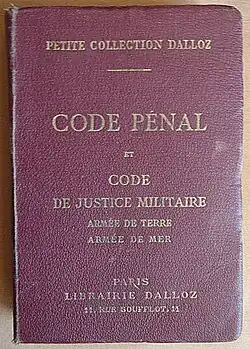 PETITE COLLECTION DALLOZ
CODE PÉNAL
ET
CODE
DE JUSTICE MILITAIRE
ARMÉE DE TERRE
ARMÉE DE MER
PARIS
LIBRAIRIE DALLOZ
11, RUE SOUFFLOT, 11